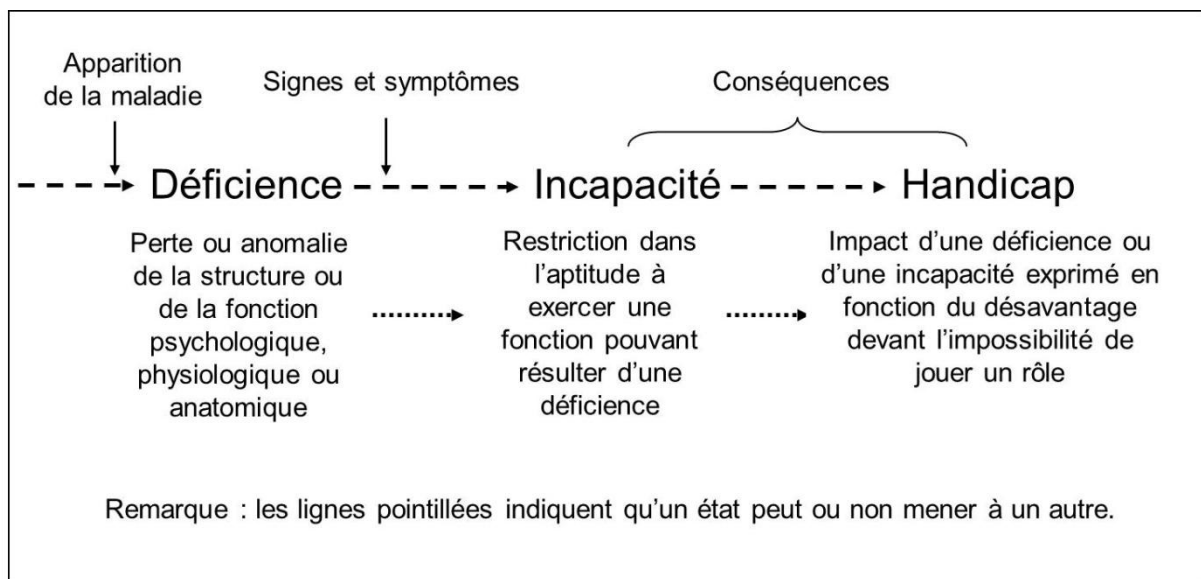 Apparition
de la maladie
Signes et symptômes
Conséquences
Déficience
Incapacité
Handicap
Perte ou anomalie
de la structure ou
de la fonction
psychologique,
physiologique ou
anatomique
Restriction dans
l’aptitude à
exercer une
fonction pouvant
résulter d’une
déficience
Impact d’une déficience ou
d’une incapacité exprimé en
fonction du désavantage
devant l’impossibilité de
jouer un rôle
Remarque : les lignes pointillées indiquent qu’un état peut ou non mener à un autre.